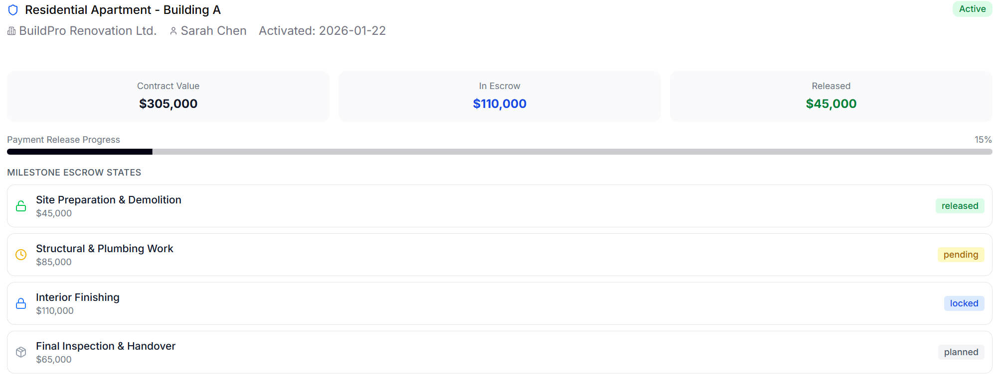 Residential Apartment - Building A
Active
BuildPro Renovation Ltd. Sarah Chen Activated: 2026-01-22
Contract Value
$305,000
In Escrow
$110,000
Released
$45,000
Payment Release Progress 15%
MILESTONE ESCROW STATES
Site Preparation & Demolition
$45,000
released
Structural & Plumbing Work
$85,000
pending
Interior Finishing
$110,000
locked
Final Inspection & Handover
$65,000
planned